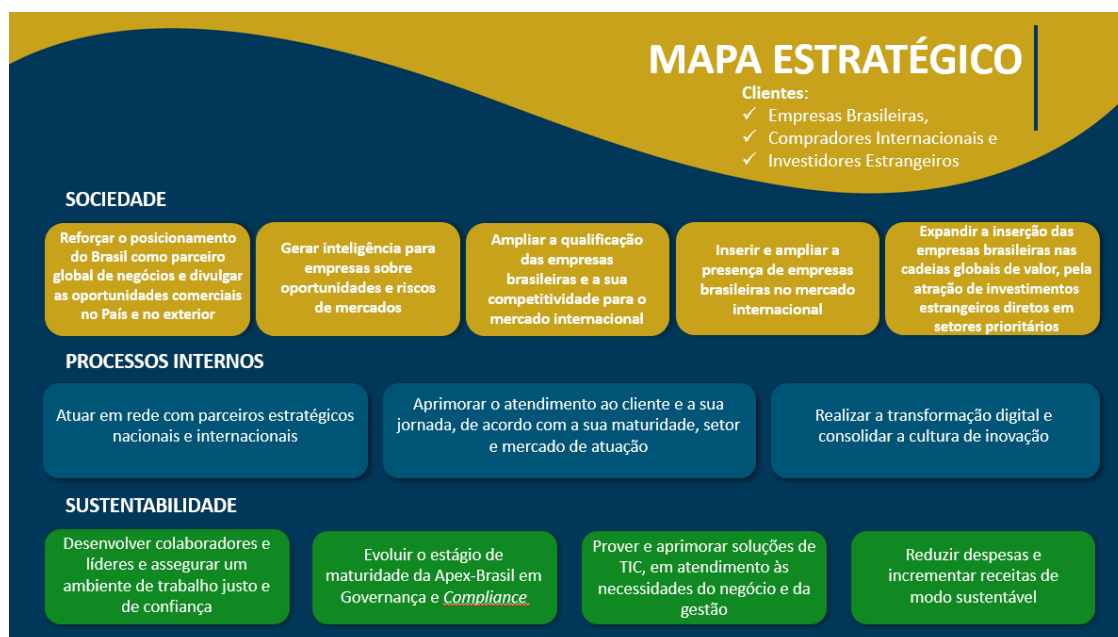 MAPA ESTRATÉGICO
Clientes:
✓ Empresas Brasileiras,
✓ Compradores Internacionais e
✓ Investidores Estrangeiros
SOCIEDADE
Reforçar o posicionamento
do Brasil como parceiro
global de negócios e divulgar
as oportunidades comerciais
no País e no exterior
Gerar inteligência para
empresas sobre
oportunidades e riscos
de mercados
Ampliar a qualificação
das empresas
brasileiras e a sua
competitividade para o
mercado internacional
Inserir e ampliar a
presença de empresas
brasileiras no mercado
internacional
Expandir a inserção das
empresas brasileiras nas
cadeias globais de valor, pela
atração de investimentos
estrangeiros diretos em
setores prioritários
PROCESSOS INTERNOS
Atuar em rede com parceiros estratégicos
nacionais e internacionais
Aprimorar o atendimento ao cliente e a sua
jornada, de acordo com a sua maturidade, setor
e mercado de atuação
Realizar a transformação digital e
consolidar a cultura de inovação
SUSTENTABILIDADE
Desenvolver colaboradores e
líderes e assegurar um
ambiente de trabalho justo e
de confiança
Evoluir o estágio de
maturidade da Apex-Brasil em
Governança e Compliance
Prover e aprimorar soluções de
TIC, em atendimento às
necessidades do negócio e da
gestão
Reduzir despesas e
incrementar receitas de
modo sustentável